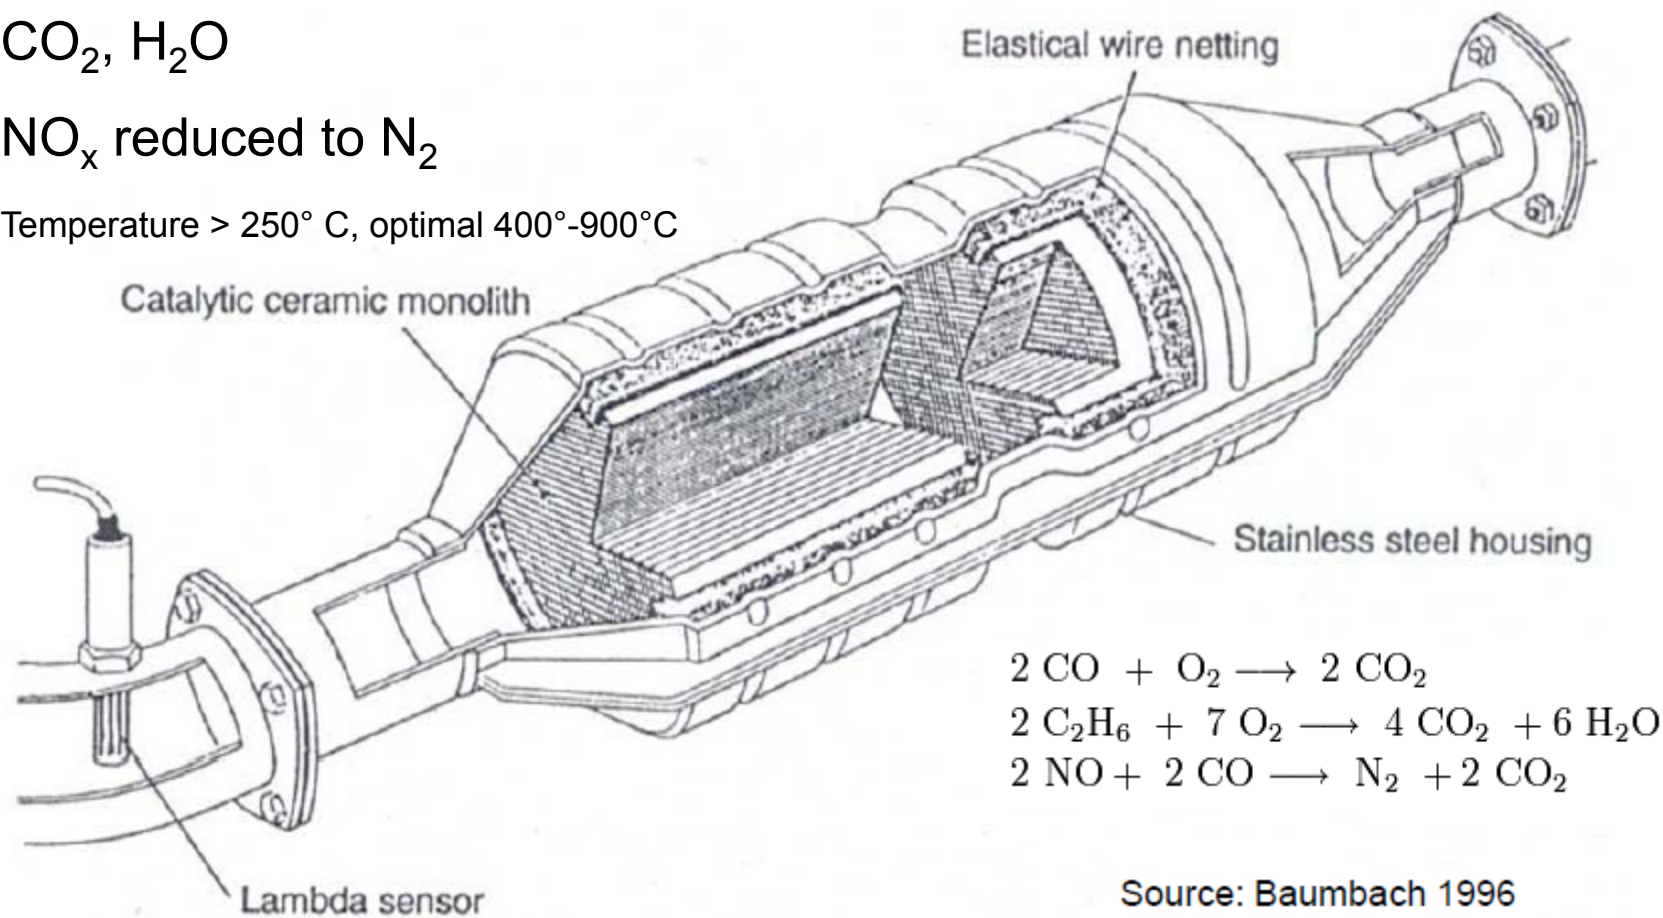 CO₂, H₂O
NOₓ reduced to N₂
Temperature > 250° C, optimal 400°-900°C
Elastical wire netting
Catalytic ceramic monolith
Stainless steel housing
2 CO + O₂ ⟶ 2 CO₂
2 C₂H₆ + 7 O₂ ⟶ 4 CO₂ + 6 H₂O
2 NO + 2 CO ⟶ N₂ + 2 CO₂
Lambda sensor
Source: Baumbach 1996